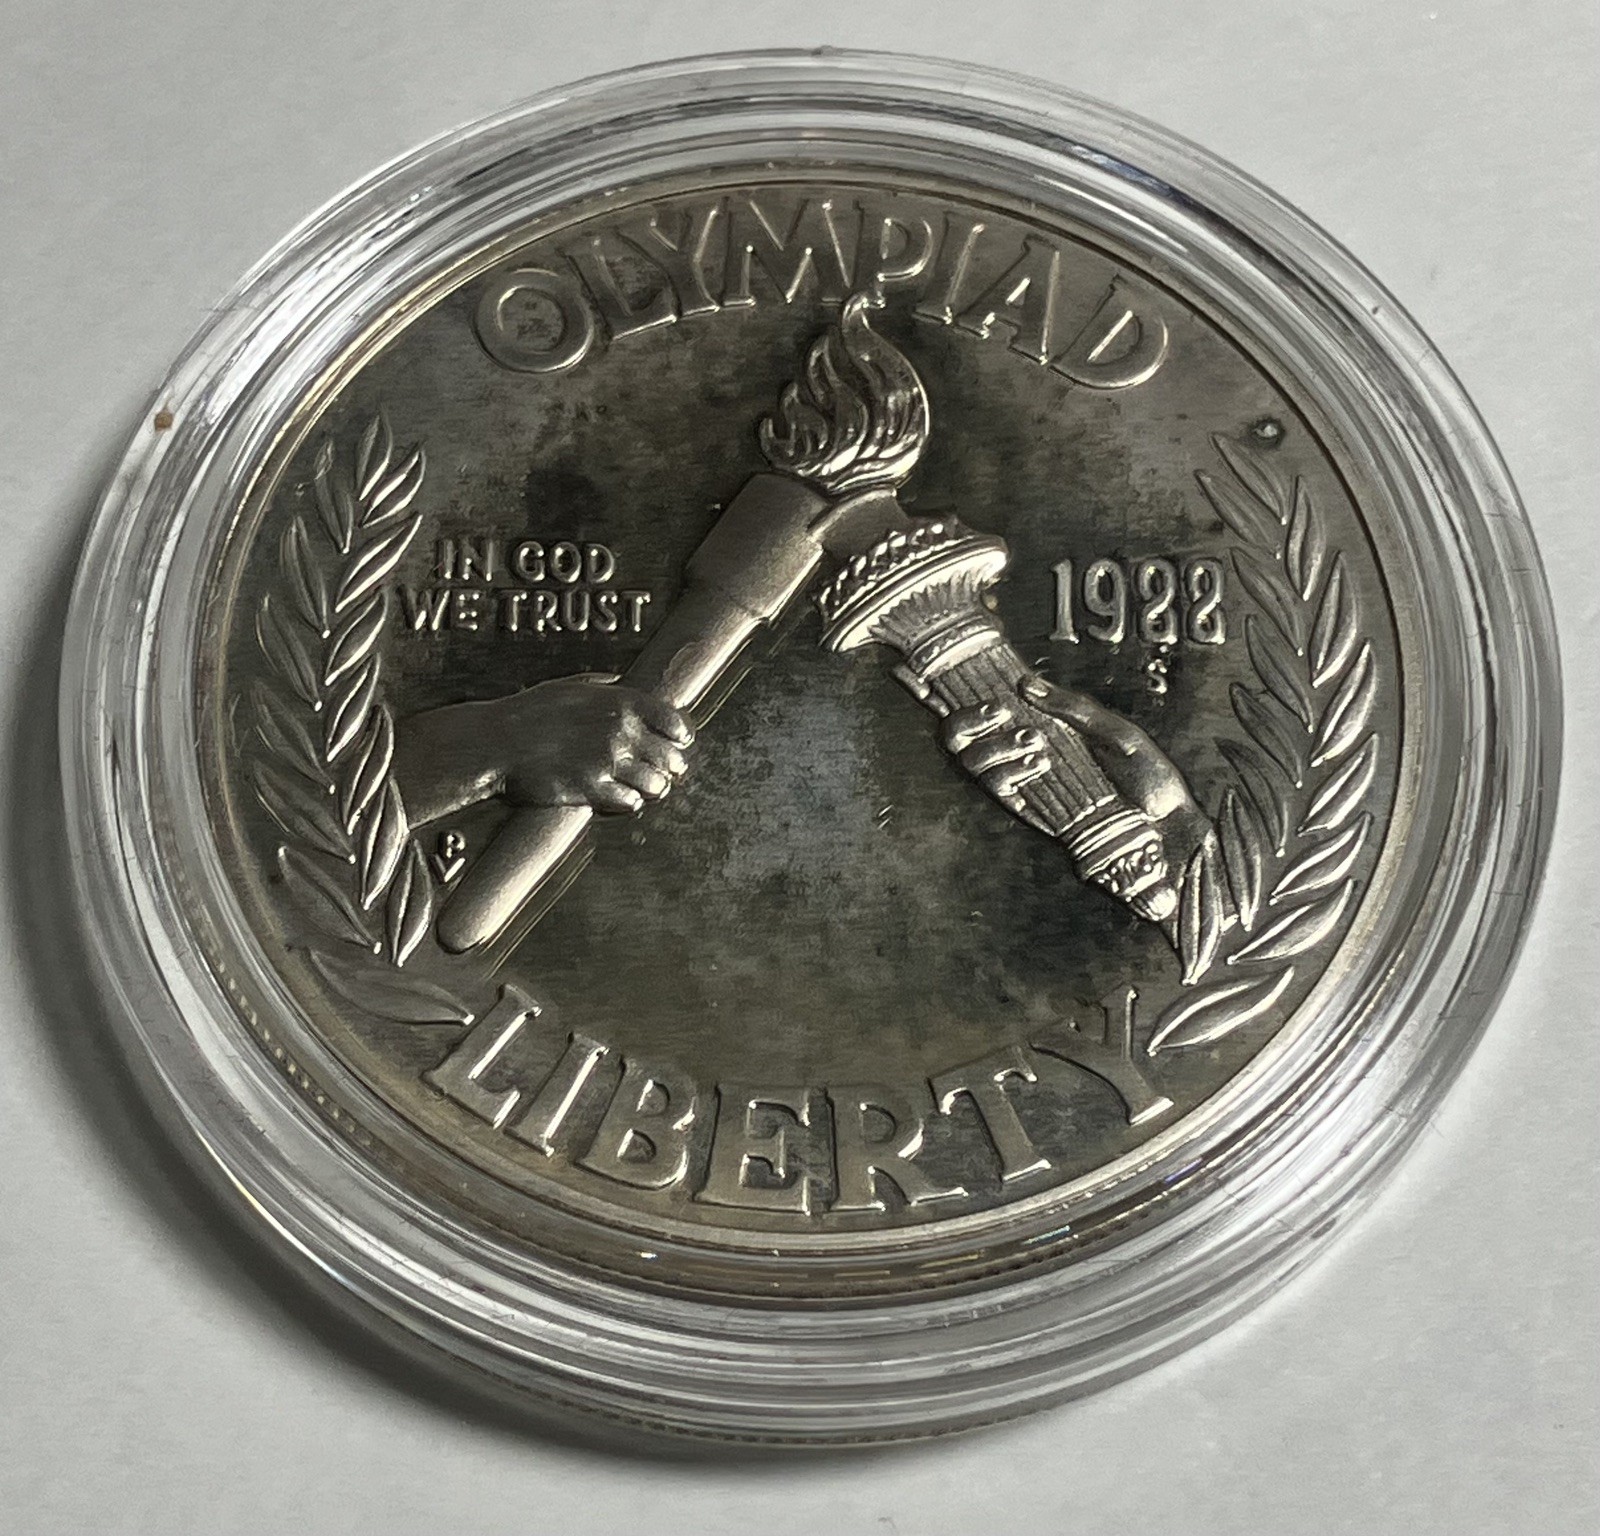 OLYMPIAD
IN GOD
WE TRUST
1988
S
LIBERTY